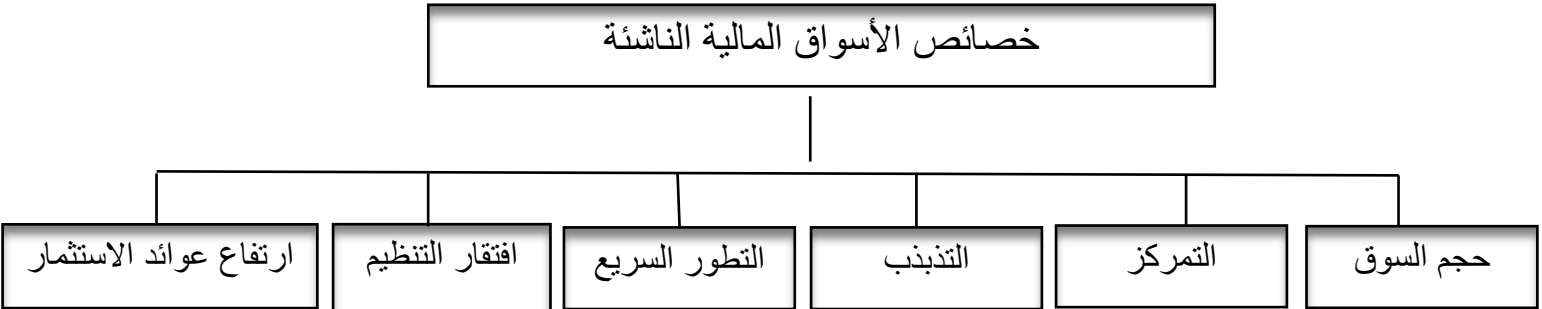 خصائص الأسواق المالية الناشئة
حجم السوق
التمركز
التذبذب
التطور السريع
افتقار التنظيم
ارتفاع عوائد الاستثمار